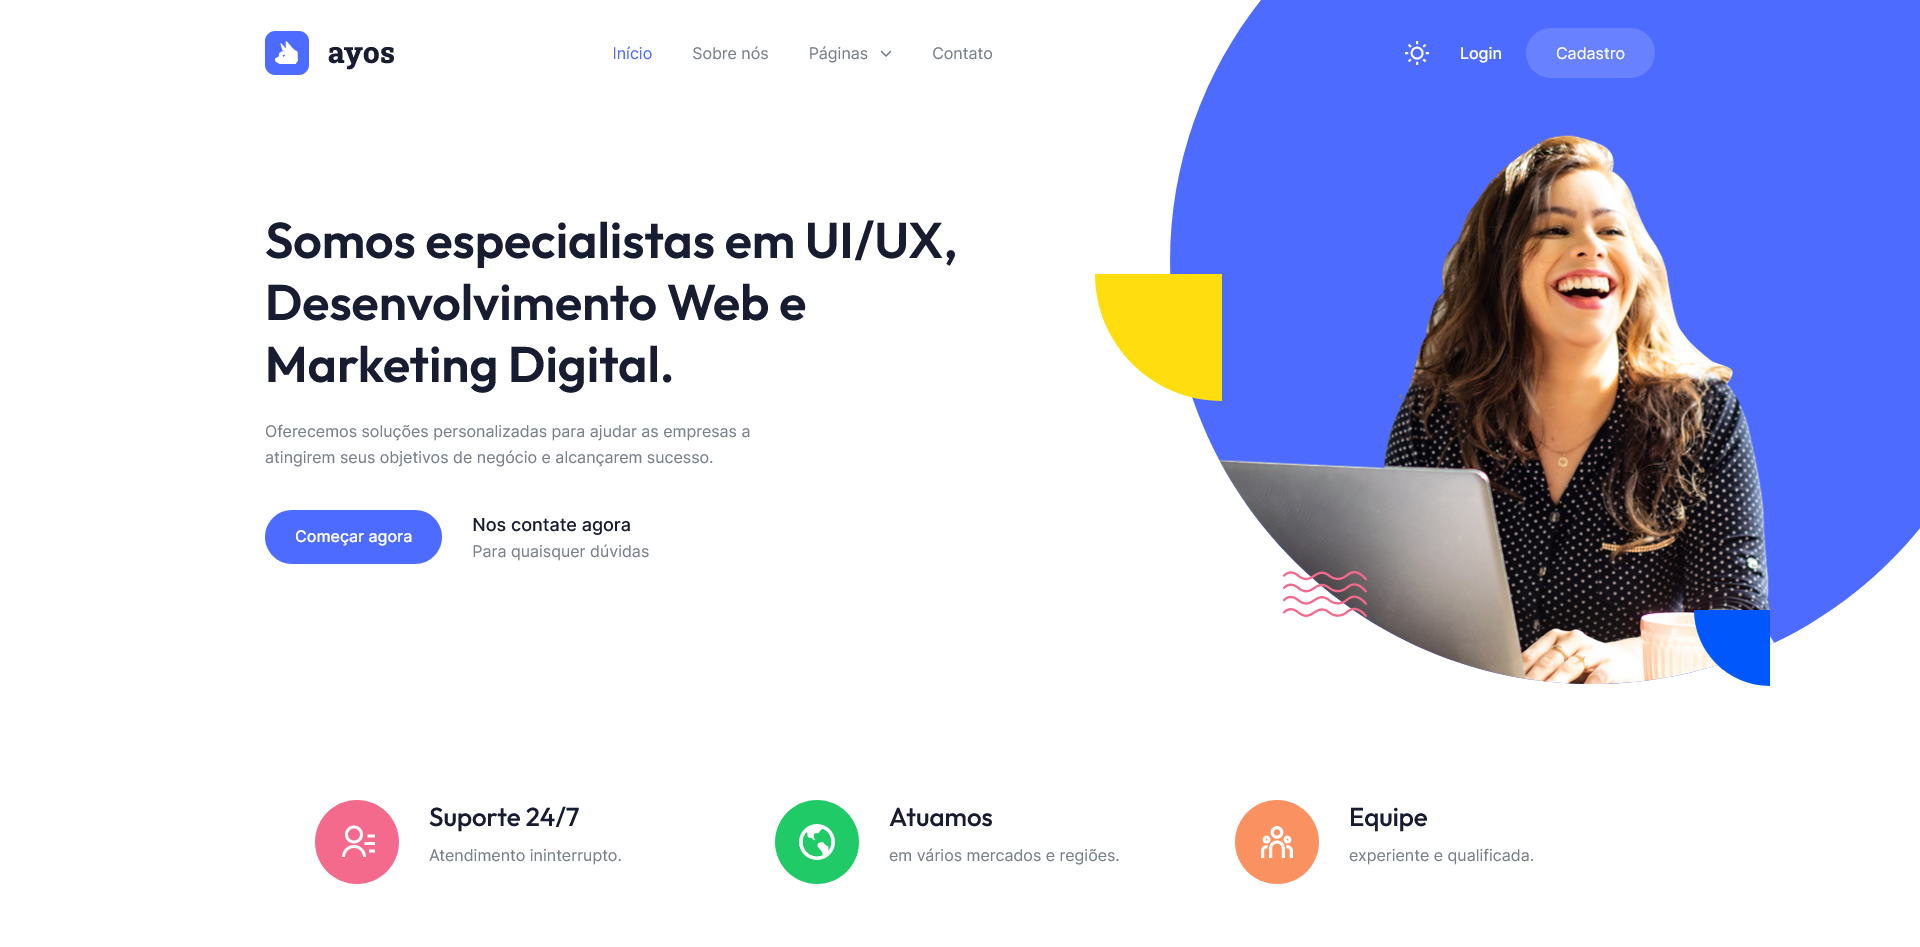 ayos
Início
Sobre nós
Páginas
Contato
Login
Cadastro
Somos especialistas em UI/UX,
Desenvolvimento Web e
Marketing Digital.
Oferecemos soluções personalizadas para ajudar as empresas a
atingirem seus objetivos de negócio e alcançarem sucesso.
Começar agora
Nos contate agora
Para quaisquer dúvidas
Suporte 24/7
Atendimento ininterrupto.
Atuamos
em vários mercados e regiões.
Equipe
experiente e qualificada.